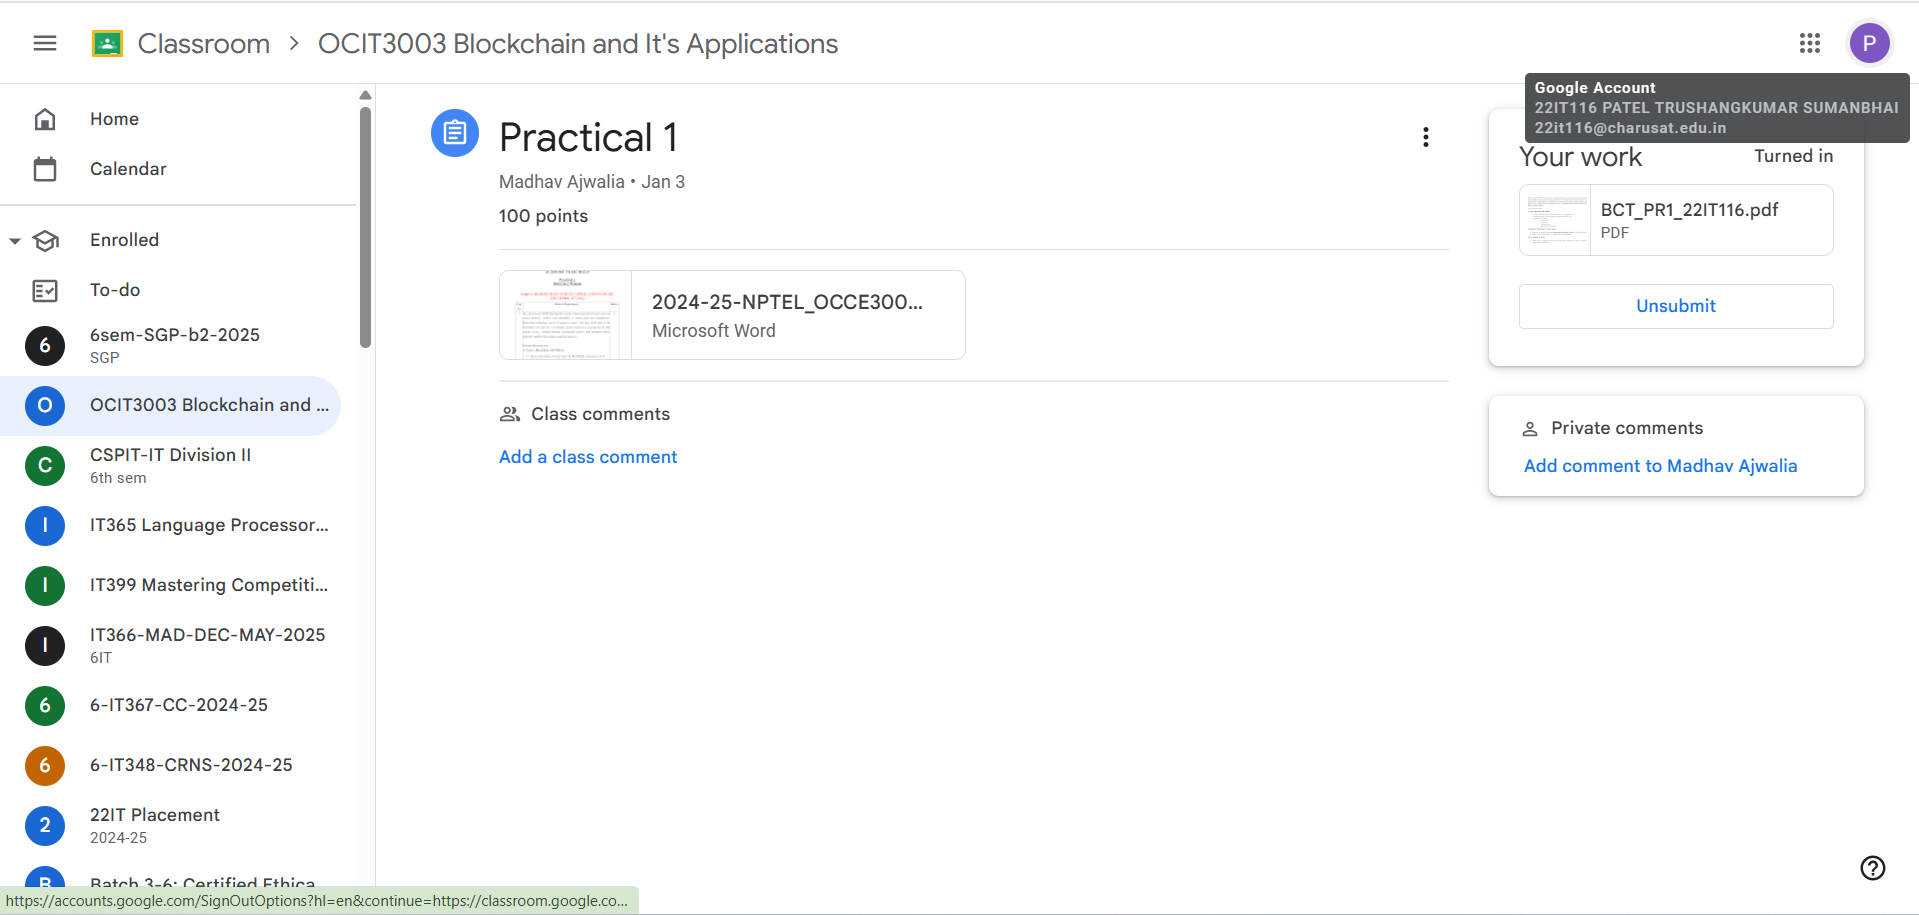 Classroom > OCIT3003 Blockchain and It's Applications
P
Google Account
22IT116 PATEL TRUSHANGKUMAR SUMANBHAI
22it116@charusat.edu.in
Home
Calendar
Enrolled
To-do
6
6sem-SGP-b2-2025
SGP
O
OCIT3003 Blockchain and ...
C
CSPIT-IT Division II
6th sem
I
IT365 Language Processor...
I
IT399 Mastering Competiti...
I
IT366-MAD-DEC-MAY-2025
6IT
6
6-IT367-CC-2024-25
6
6-IT348-CRNS-2024-25
2
22IT Placement
2024-25
B
Batch 3-6: Certified Ethica
https://accounts.google.com/SignOutOptions?hl=en&continue=https://classroom.google.co...
Practical 1
Madhav Ajwalia • Jan 3
100 points
2024-25-NPTEL_OCCE300...
Microsoft Word
Class comments
Add a class comment
Your work
Turned in
BCT_PR1_22IT116.pdf
PDF
Unsubmit
Private comments
Add comment to Madhav Ajwalia